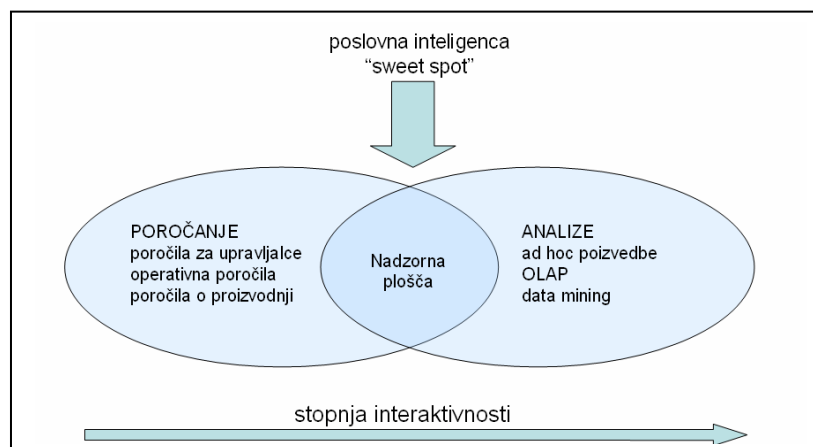 poslovna inteligenca
“sweet spot”
POROČANJE
poročila za upravljalce
operativna poročila
poročila o proizvodnji
Nadzorna
plošča
ANALIZE
ad hoc poizvedbe
OLAP
data mining
stopnja interaktivnosti